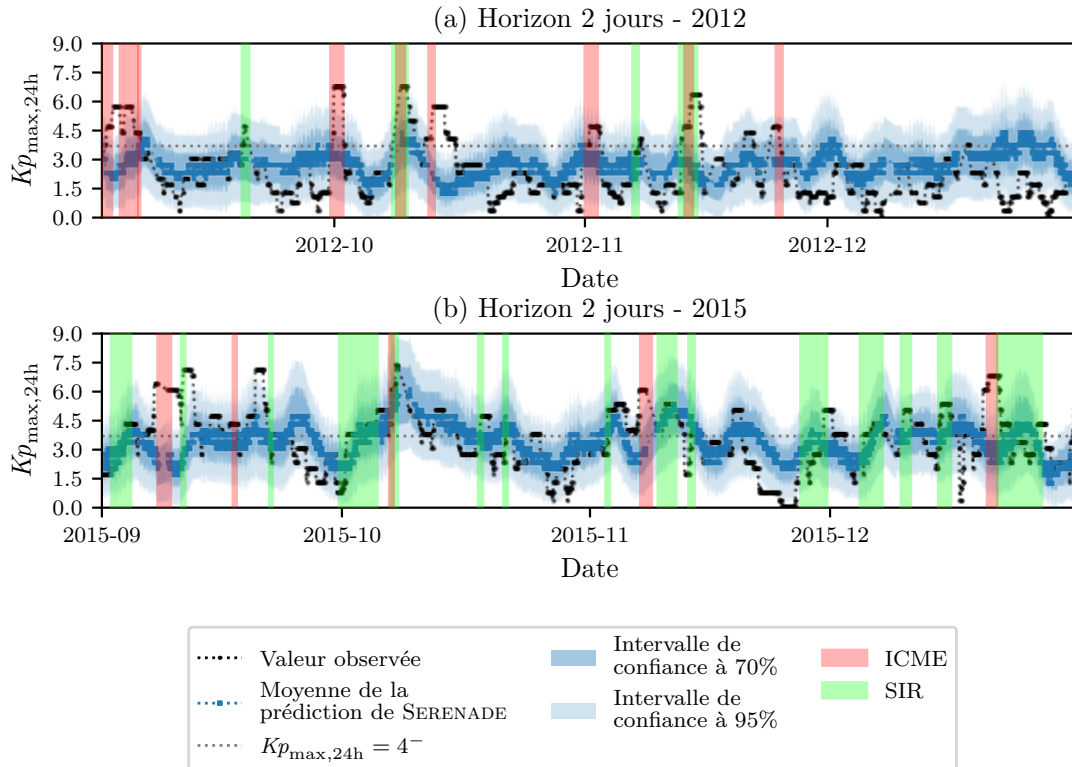 (a) Horizon 2 jours - 2012
9.0
7.5
6.0
4.5
3.0
1.5
0.0
Kp_max,24h
2012-10
2012-11
2012-12
Date
(b) Horizon 2 jours - 2015
9.0
7.5
6.0
4.5
3.0
1.5
0.0
Kp_max,24h
2015-09
2015-10
2015-11
2015-12
Date
Valeur observée
Moyenne de la
prédiction de SERENADE
Kp_max,24h = 4⁻
Intervalle de
confiance à 70%
Intervalle de
confiance à 95%
ICME
SIR